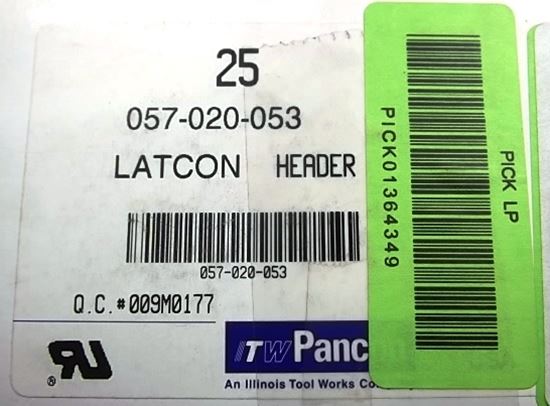 25
057-020-053
LATCON HEADER
057-020-053
Q.C.#009M0177
ITW Panc
An Illinois Tool Works Co
PICK LP
PICK01364349